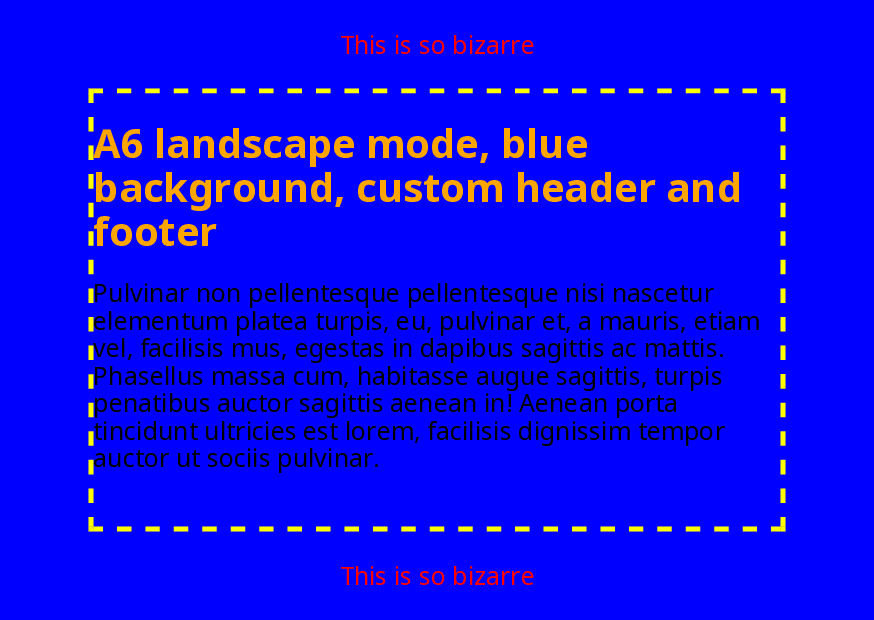 This is so bizarre
A6 landscape mode, blue
background, custom header and
footer
Pulvinar non pellentesque pellentesque nisi nascetur
elementum platea turpis, eu, pulvinar et, a mauris, etiam
vel, facilisis mus, egestas in dapibus sagittis ac mattis.
Phasellus massa cum, habitasse augue sagittis, turpis
penatibus auctor sagittis aenean in! Aenean porta
tincidunt ultricies est lorem, facilisis dignissim tempor
auctor ut sociis pulvinar.
This is so bizarre